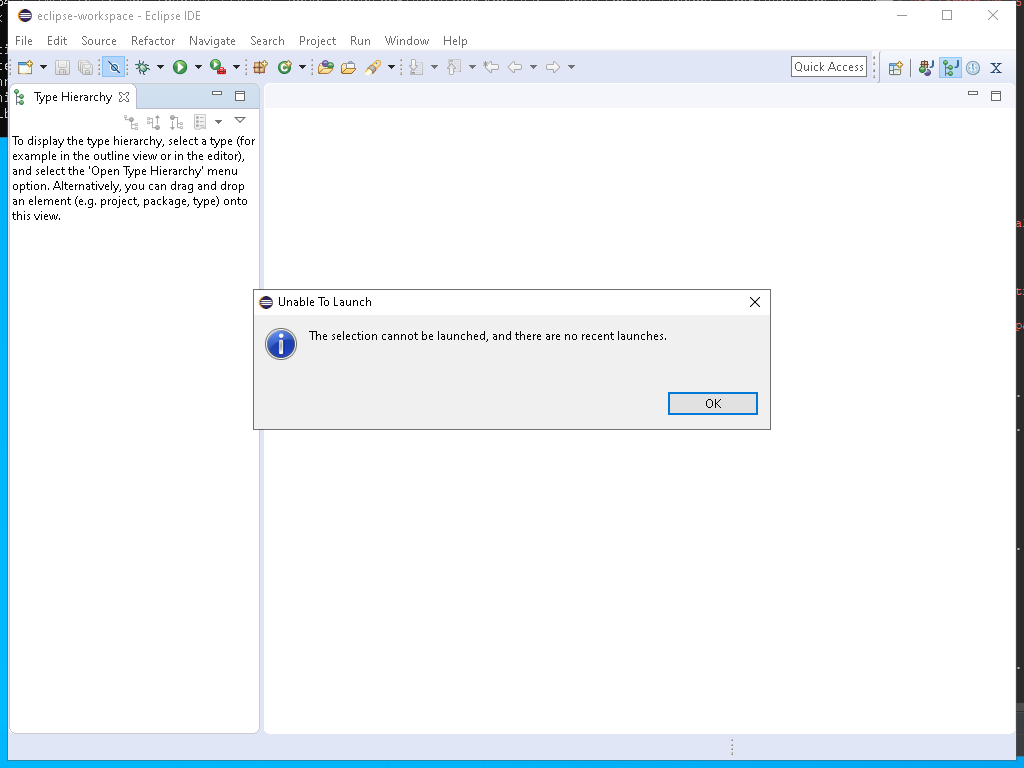 eclipse-workspace - Eclipse IDE
File Edit Source Refactor Navigate Search Project Run Window Help
Quick Access
Type Hierarchy
To display the type hierarchy, select a type (for
example in the outline view or in the editor),
and select the 'Open Type Hierarchy' menu
option. Alternatively, you can drag and drop
an element (e.g. project, package, type) onto
this view.
Unable To Launch
The selection cannot be launched, and there are no recent launches.
OK